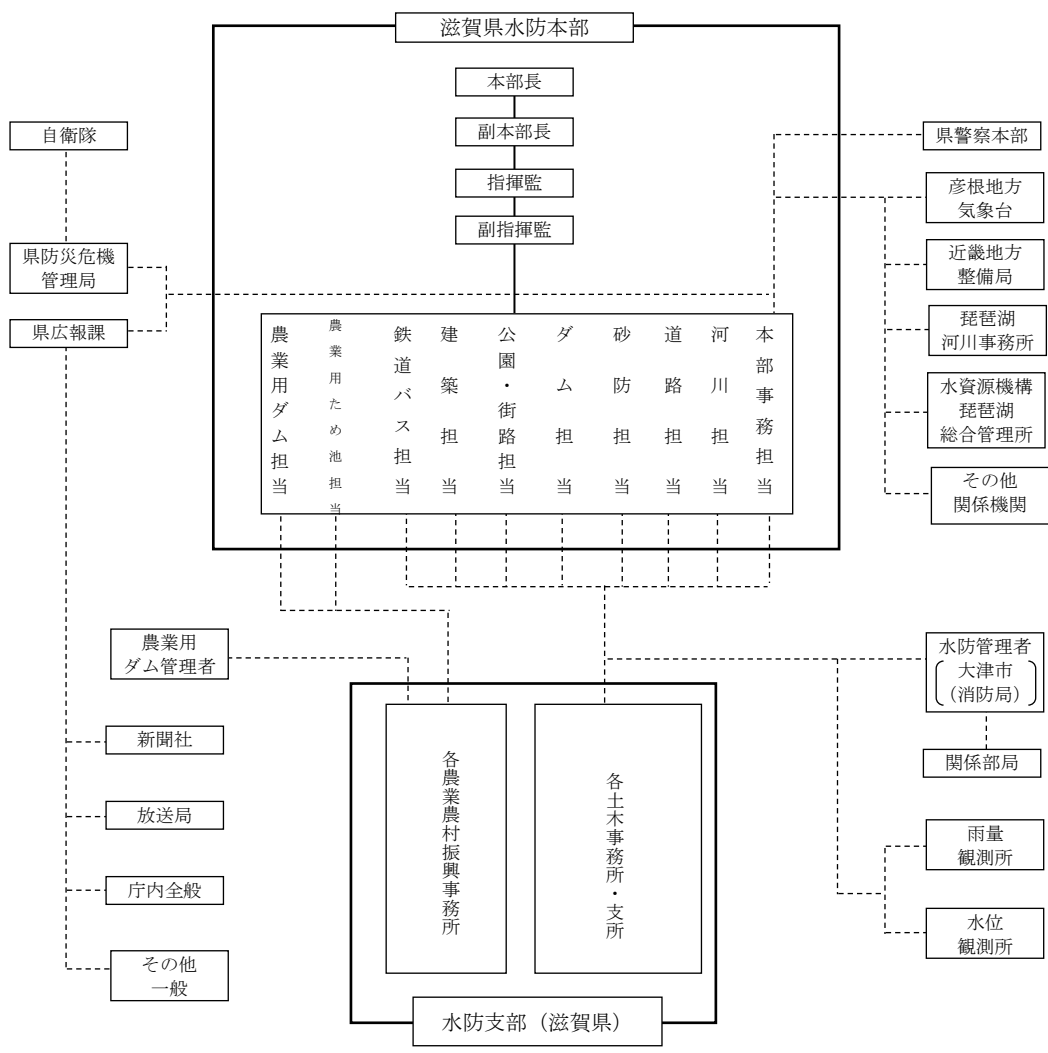 滋賀県水防本部
本部長
副本部長
指揮監
副指揮監
自衛隊
県防災危機
管理局
県広報課
県警察本部
彦根地方
気象台
近畿地方
整備局
琵琶湖
河川事務所
水資源機構
琵琶湖
総合管理所
その他
関係機関
本部事務担当
河川担当
道路担当
砂防担当
ダム担当
公園・街路担当
建築担当
鉄道バス担当
農業用ため池担当
農業用ダム担当
農業用
ダム管理者
新聞社
放送局
庁内全般
その他
一般
水防管理者
大津市
（消防局）
関係部局
雨量
観測所
水位
観測所
各土木事務所・支所
各農業農村振興事務所
水防支部（滋賀県）